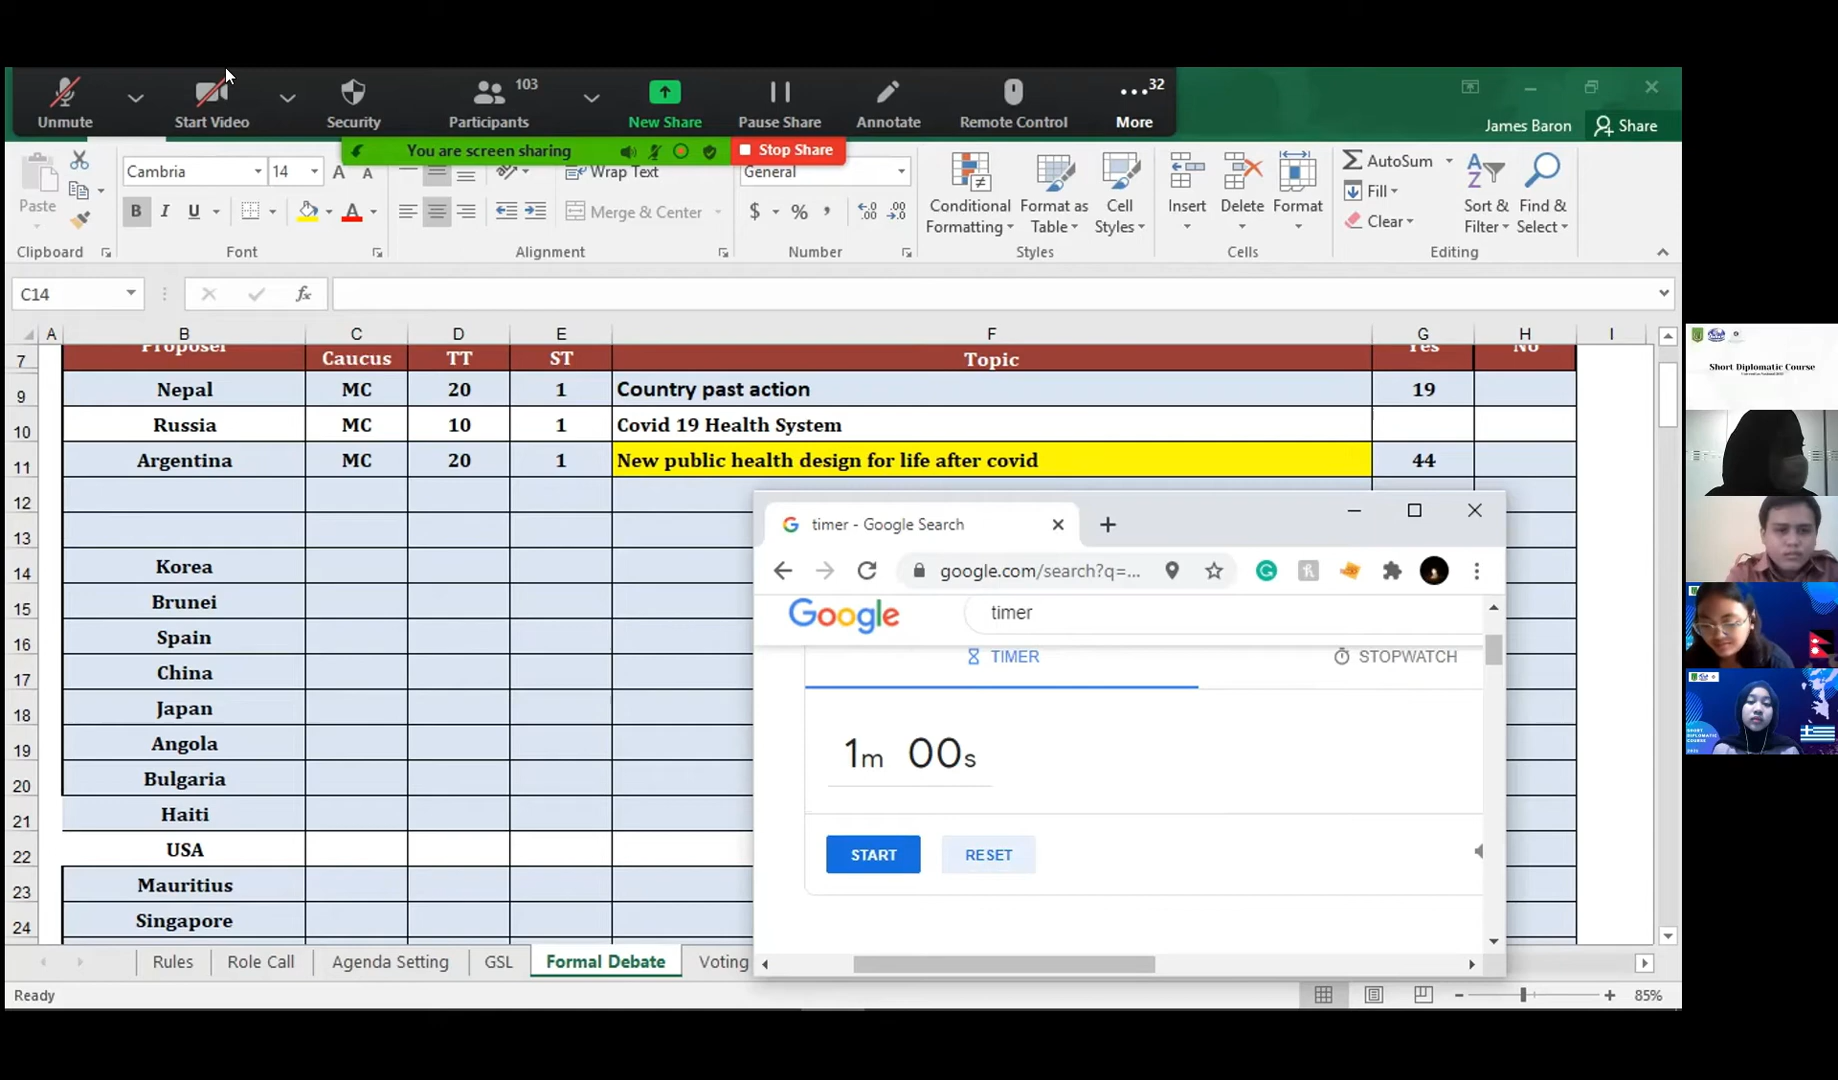 103
32
Unmute
Start Video
Security
Participants
New Share
Pause Share
Annotate
Remote Control
More
James Baron
Share
You are screen sharing
Stop Share
Paste
Cambria
14
A A
Wrap Text
General
AutoSum
Fill
Clear
B I U
A
Merge & Center
$ % ,
Conditional Formatting
Format as Table
Cell Styles
Insert
Delete
Format
Sort & Filter
Find & Select
Clipboard
Font
Alignment
Number
Styles
Cells
Editing
C14
fx
A B C D E F G H I
7 Proposer Caucus TT ST Topic Yes No
9 Nepal MC 20 1 Country past action 19
10 Russia MC 10 1 Covid 19 Health System
11 Argentina MC 20 1 New public health design for life after covid 44
12
13
14 Korea
15 Brunei
16 Spain
17 China
18 Japan
19 Angola
20 Bulgaria
21 Haiti
22 USA
23 Mauritius
24 Singapore
timer - Google Search
google.com/search?q=...
Google
timer
TIMER
STOPWATCH
1m 00s
START
RESET
Rules
Role Call
Agenda Setting
GSL
Formal Debate
Voting
Ready
85%
Short Diplomatic Course
SHORT
DIPLOMATIC
COURSE